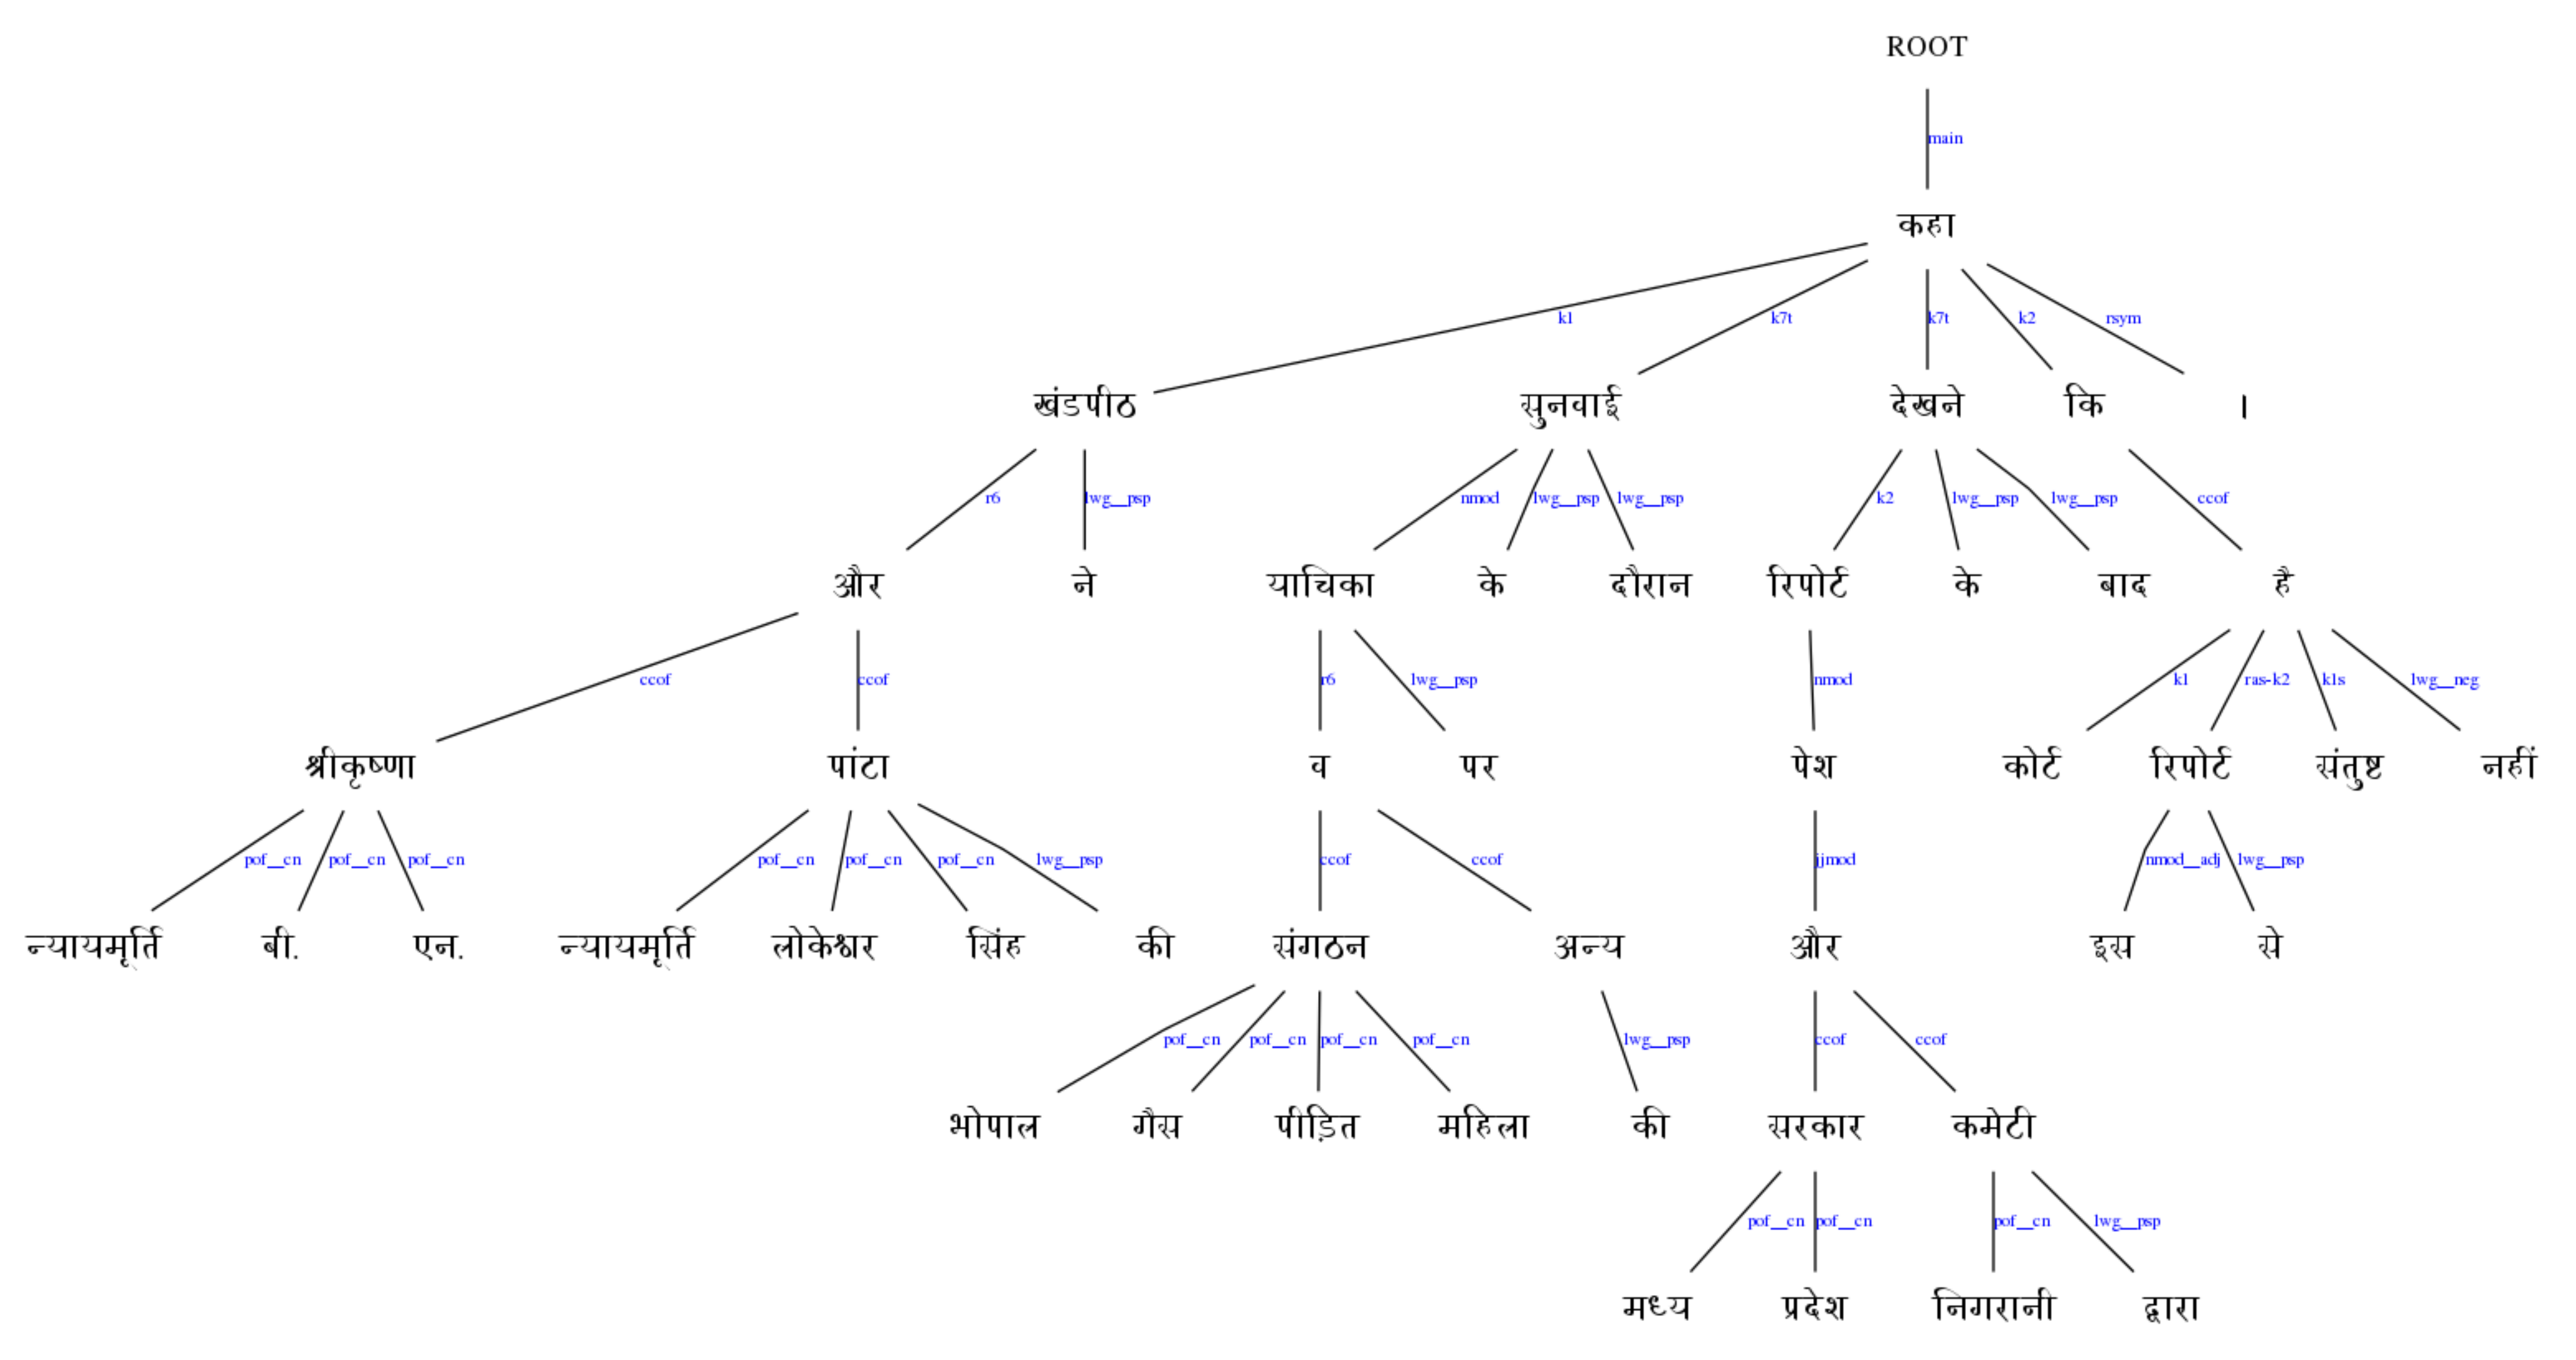 ROOT
main
कहा
k1 k7t k7t k2 rsym
खंडपीठ सुनवाई देखने कि ।
r6 lwg__psp nmod lwg__psp lwg__psp k2 lwg__psp lwg__psp ccof
और ने याचिका के दौरान रिपोर्ट के बाद है
ccof ccof r6 lwg__psp nmod k1 ras-k2 k1s lwg__neg
श्रीकृष्णा पांटा व पर पेश कोर्ट रिपोर्ट संतुष्ट नहीं
pof__cn pof__cn pof__cn pof__cn pof__cn pof__cn lwg__psp ccof ccof jjmod nmod__adj lwg__psp
न्यायमूर्ति बी. एन. न्यायमूर्ति लोकेश्वर सिंह की संगठन अन्य और इस से
pof__cn pof__cn pof__cn pof__cn lwg__psp ccof ccof
भोपाल गैस पीड़ित महिला की सरकार कमेटी
pof__cn pof__cn pof__cn lwg__psp
मध्य प्रदेश निगरानी द्वारा